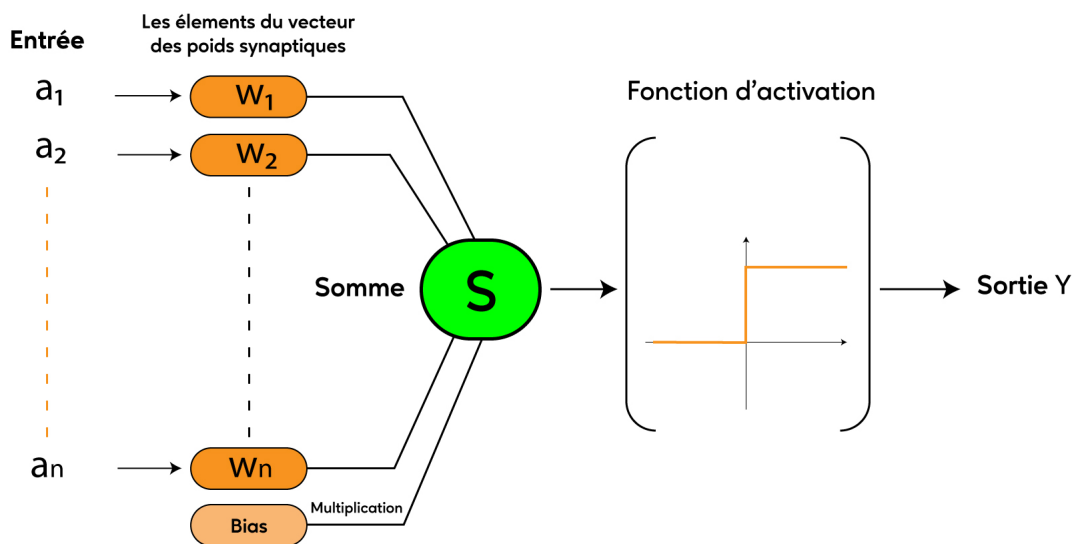 Les élements du vecteur
des poids synaptiques
Entrée
a1
w1
a2
w2
Fonction d'activation
Somme
S
Sortie Y
an
wn
Multiplication
Bias